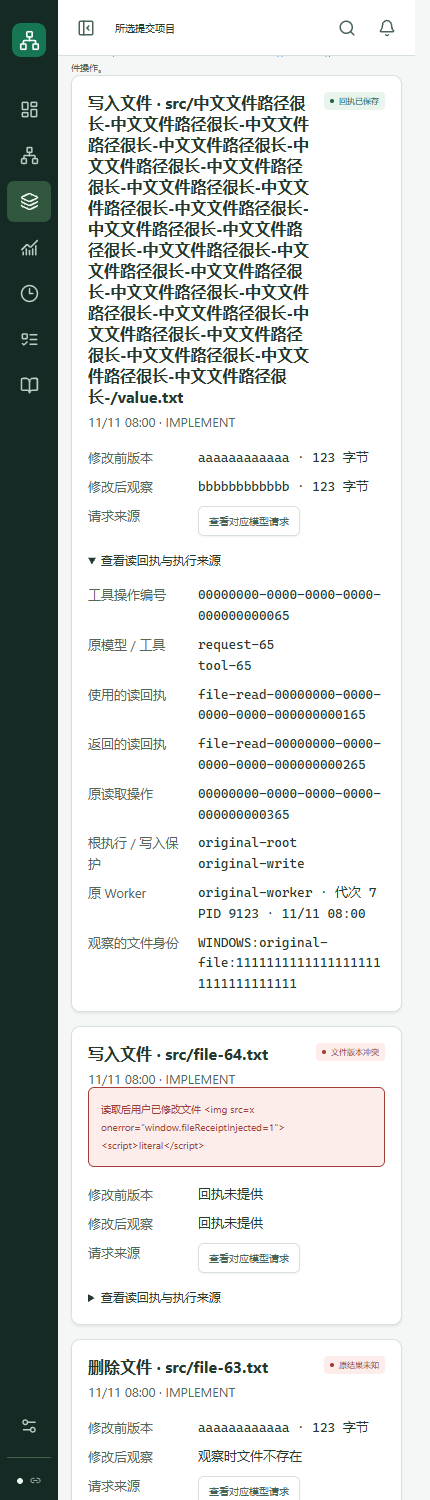 所选提交项目
件操作。
写入文件 · src/中文文件路径很
长-中文文件路径很长-中文文件
路径很长-中文文件路径很长-中
文文件路径很长-中文文件路径
很长-中文文件路径很长-中文文
件路径很长-中文文件路径很长-
中文文件路径很长-中文文件路
径很长-中文文件路径很长-中文
文件路径很长-中文文件路径很
长-中文文件路径很长-中文文件
路径很长-中文文件路径很长-中
文文件路径很长-中文文件路径
很长-中文文件路径很长-中文文
件路径很长-中文文件路径很
长-/value.txt
回执已保存
11/11 08:00 · IMPLEMENT
修改前版本 aaaaaaaaaaaa · 123 字节
修改后观察 bbbbbbbbbbbb · 123 字节
请求来源 查看对应模型请求
▼ 查看读回执与执行来源
工具操作编号 00000000-0000-0000-0000-
000000000065
原模型 / 工具 request-65
tool-65
使用的读回执 file-read-00000000-0000-
0000-0000-000000000165
返回的读回执 file-read-00000000-0000-
0000-0000-000000000265
原读取操作 00000000-0000-0000-0000-
000000000365
根执行 / 写入保
护
original-root
original-write
原 Worker original-worker · 代次 7
PID 9123 · 11/11 08:00
观察的文件身份 WINDOWS:original-
file:1111111111111111111
1111111111111
写入文件 · src/file-64.txt
文件版本冲突
11/11 08:00 · IMPLEMENT
读取后用户已修改文件 <img src=x
onerror="window.fileReceiptInjected=1">
<script>literal</script>
修改前版本 回执未提供
修改后观察 回执未提供
请求来源 查看对应模型请求
▶ 查看读回执与执行来源
删除文件 · src/file-63.txt
原结果未知
11/11 08:00 · IMPLEMENT
修改前版本 aaaaaaaaaaaa · 123 字节
修改后观察 观察时文件不存在
请求来源 查看对应模型请求